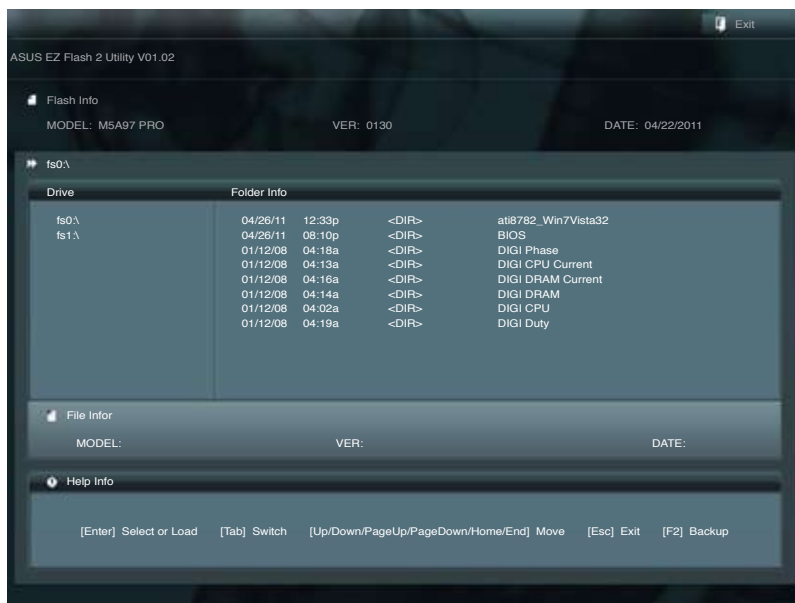 Exit
ASUS EZ Flash 2 Utility V01.02
Flash Info
MODEL: M5A97 PRO VER: 0130 DATE: 04/22/2011
fs0:\
Drive Folder Info
fs0:\ 04/26/11 12:33p <DIR> ati8782_Win7Vista32
fs1:\ 04/26/11 08:10p <DIR> BIOS
01/12/08 04:18a <DIR> DIGI Phase
01/12/08 04:13a <DIR> DIGI CPU Current
01/12/08 04:16a <DIR> DIGI DRAM Current
01/12/08 04:14a <DIR> DIGI DRAM
01/12/08 04:02a <DIR> DIGI CPU
01/12/08 04:19a <DIR> DIGI Duty
File Infor
MODEL: VER: DATE:
Help Info
[Enter] Select or Load [Tab] Switch [Up/Down/PageUp/PageDown/Home/End] Move [Esc] Exit [F2] Backup